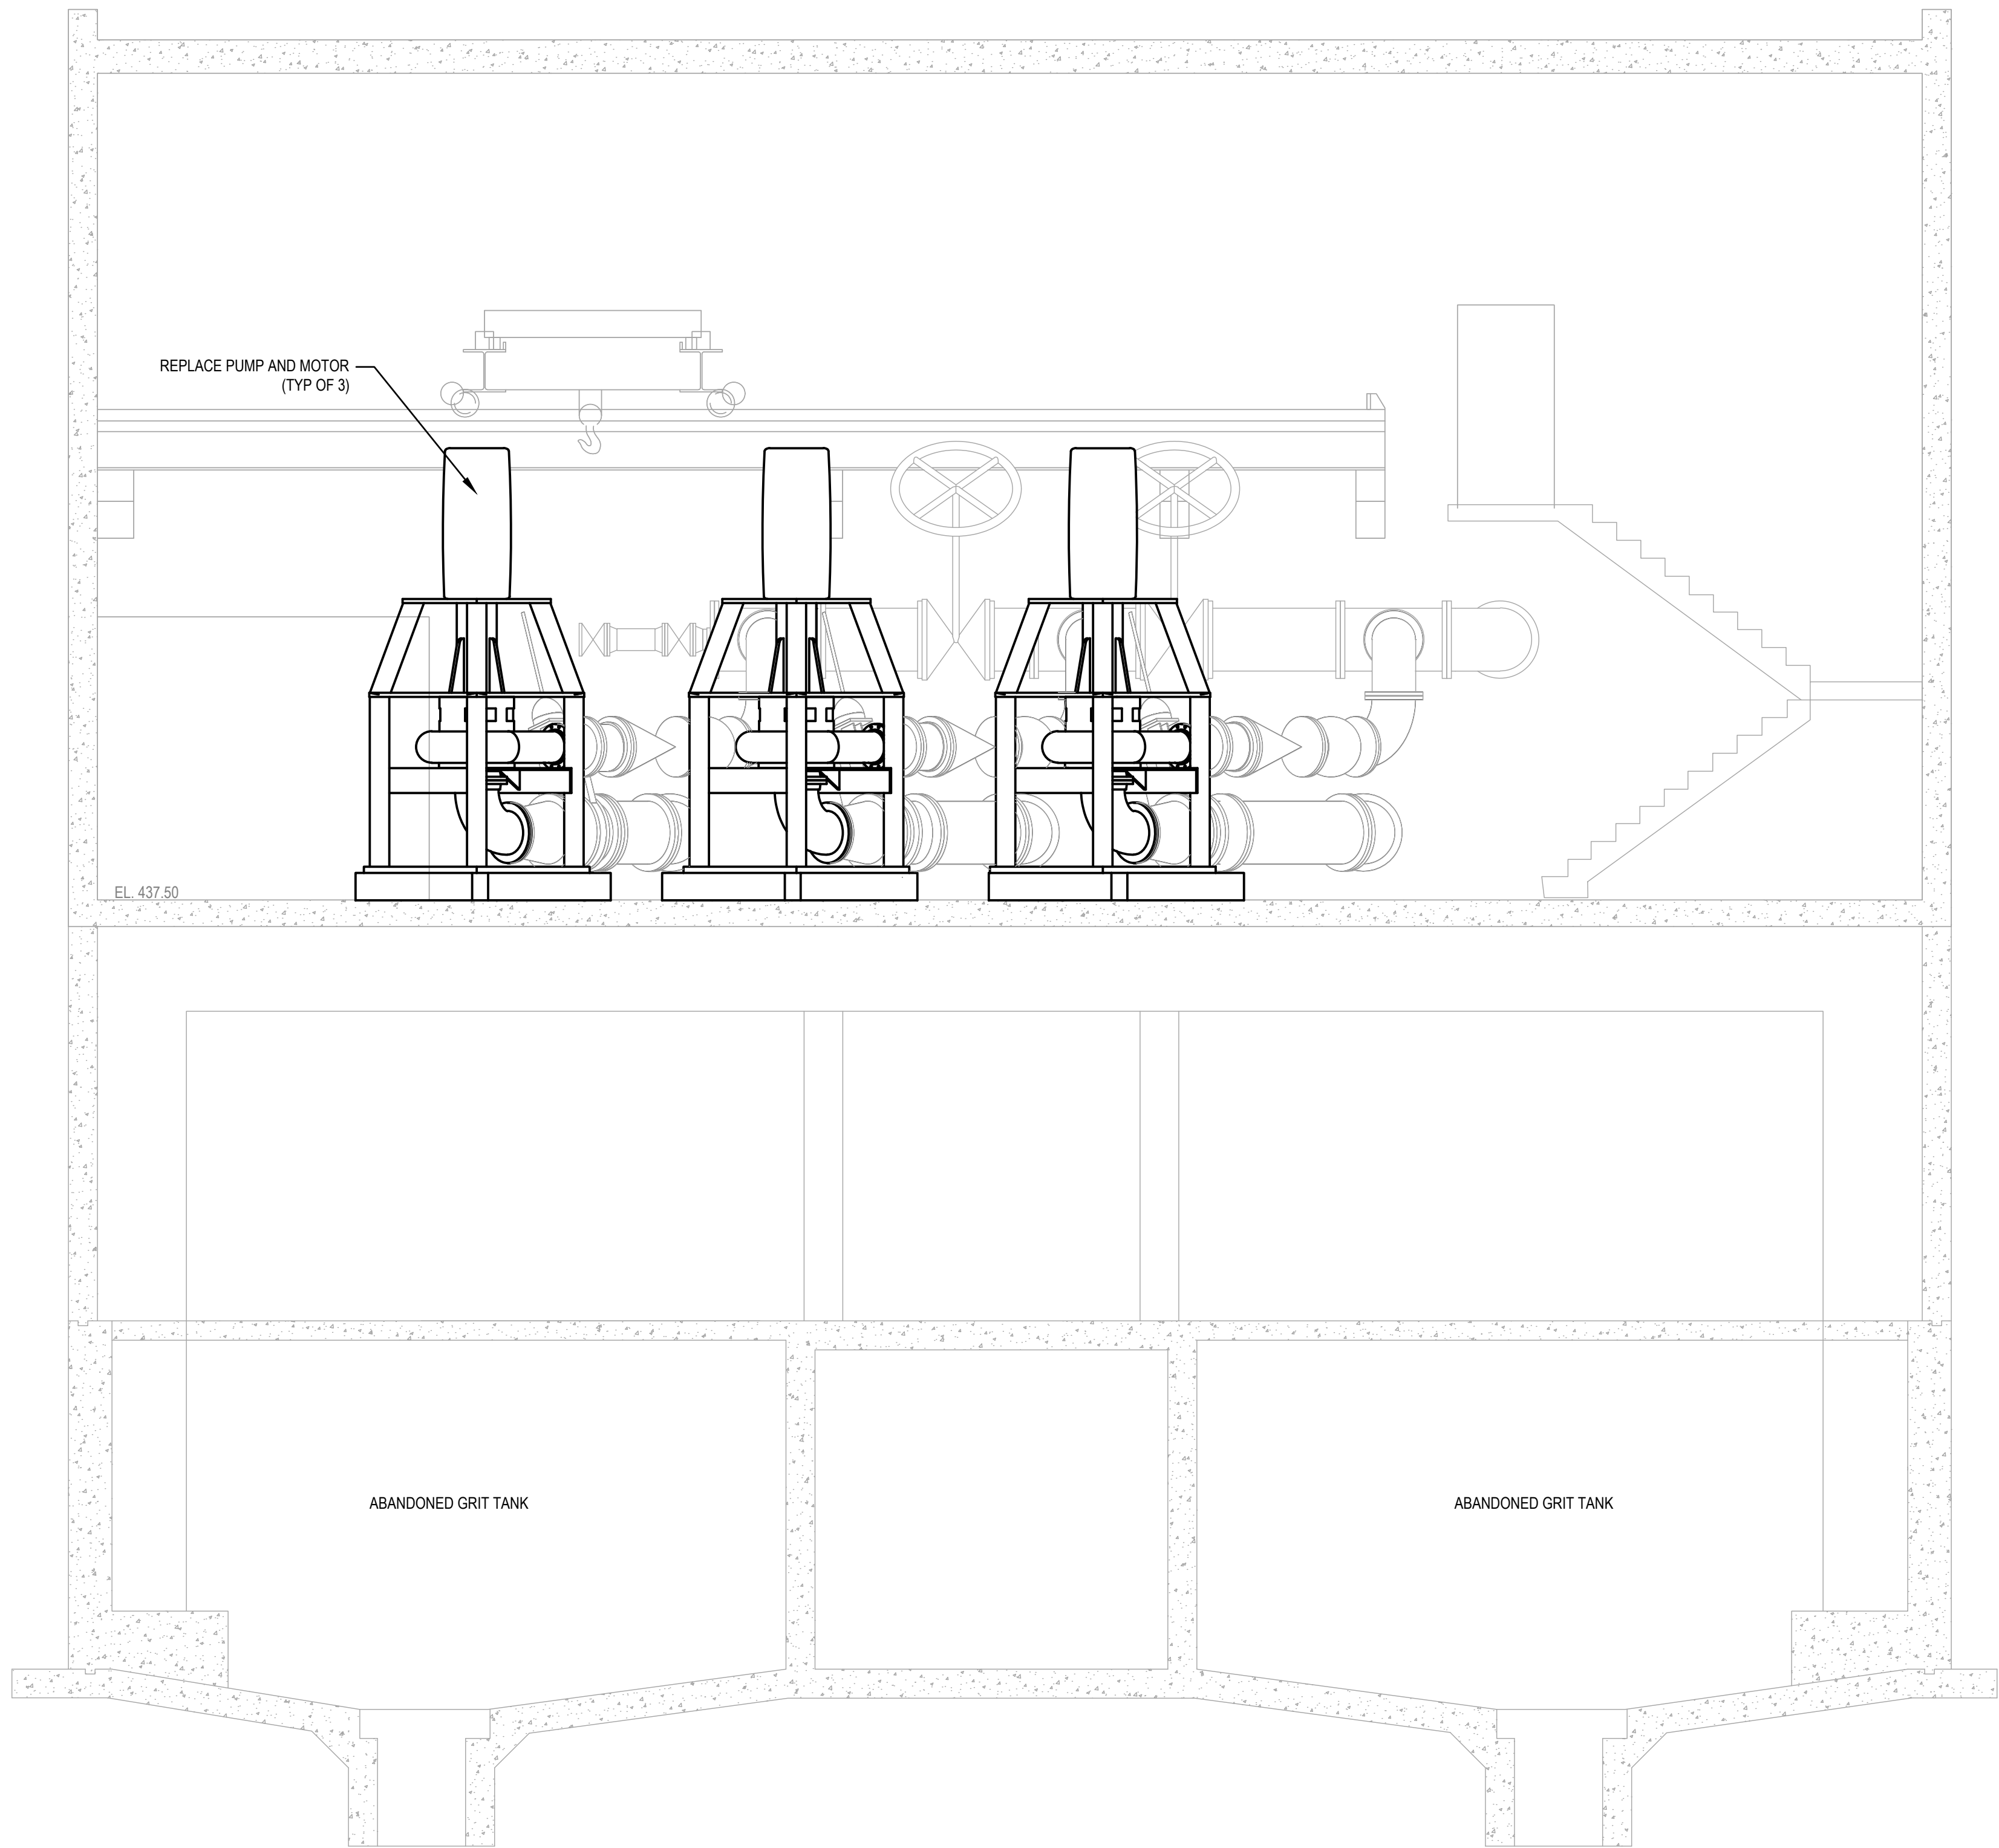 REPLACE PUMP AND MOTOR
(TYP OF 3)
EL. 437.50
ABANDONED GRIT TANK
ABANDONED GRIT TANK